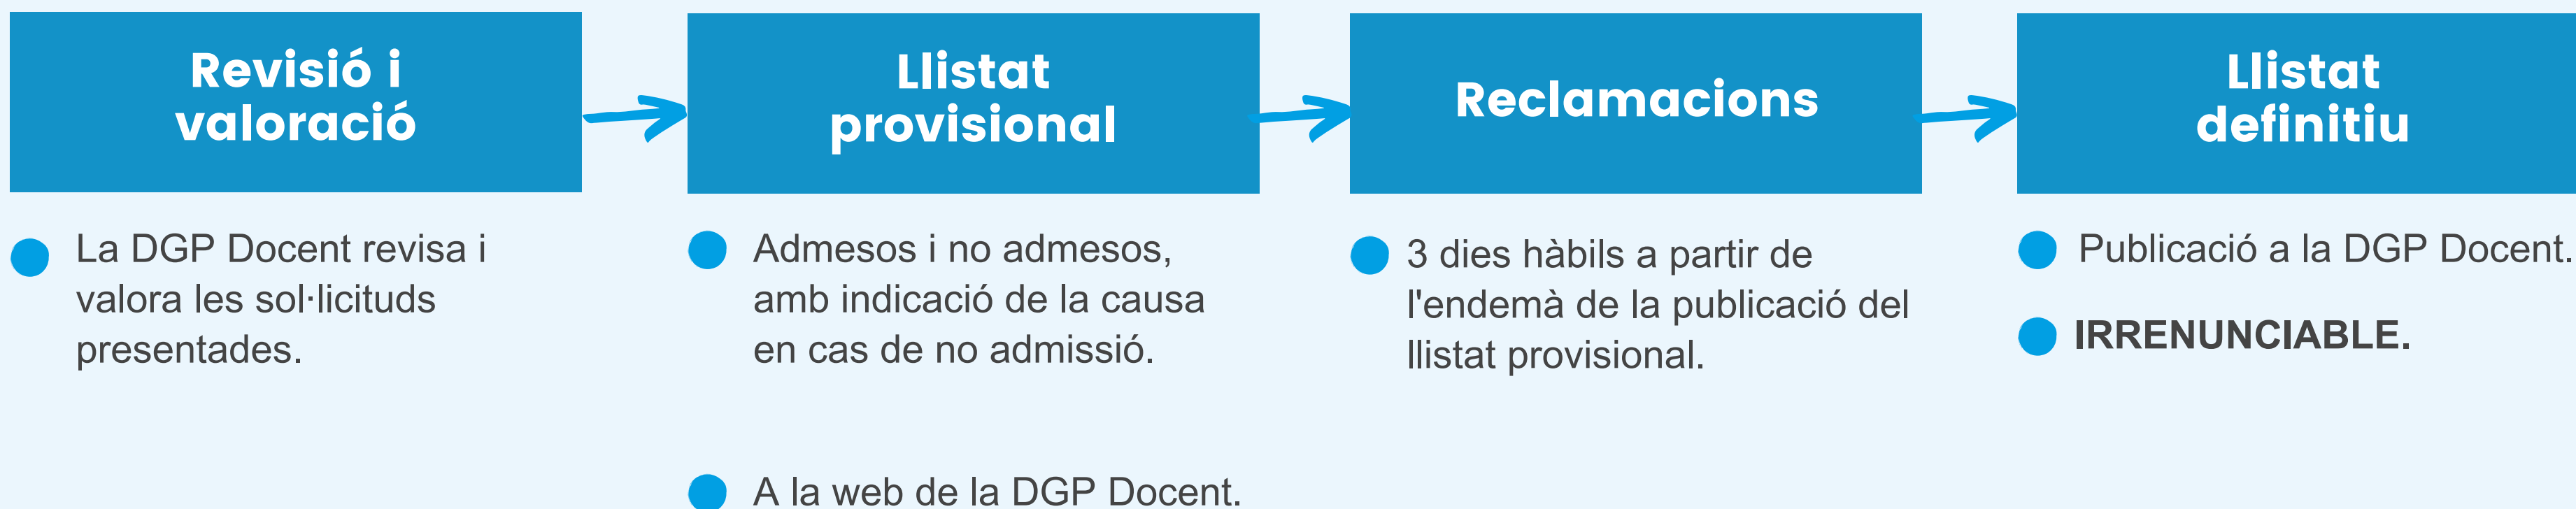 Revisió i
valoració
La DGP Docent revisa i
valora les sol·licituds
presentades.
Llistat
provisional
Admesos i no admesos,
amb indicació de la causa
en cas de no admissió.
A la web de la DGP Docent.
Reclamacions
3 dies hàbils a partir de
l'endemà de la publicació del
llistat provisional.
Llistat
definitiu
Publicació a la DGP Docent.
IRRENUNCIABLE.